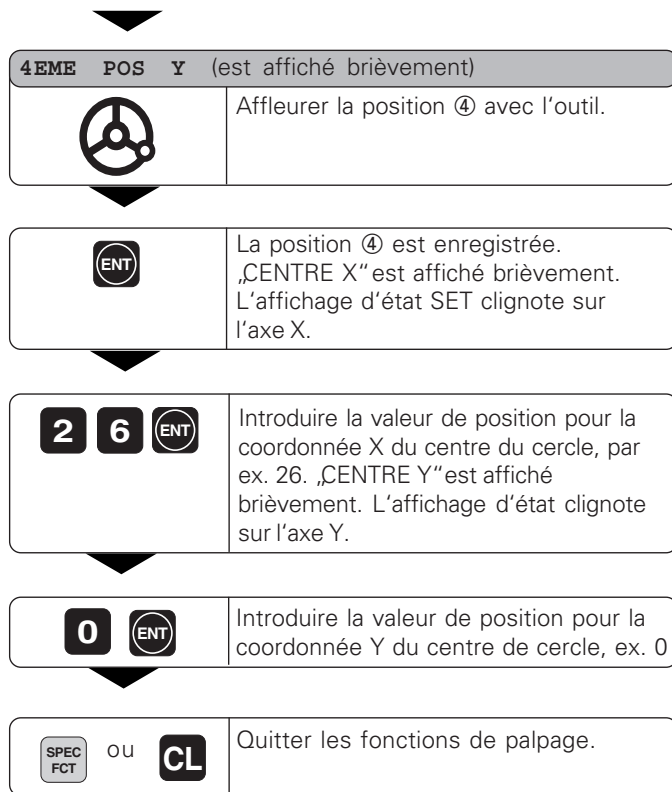 4EME POS Y (est affiché brièvement)
Affleurer la position ④ avec l'outil.
ENT
La position ④ est enregistrée.
„CENTRE X" est affiché brièvement.
L'affichage d'état SET clignote sur
l'axe X.
2 6 ENT
Introduire la valeur de position pour la
coordonnée X du centre du cercle, par
ex. 26. „CENTRE Y" est affiché
brièvement. L'affichage d'état clignote
sur l'axe Y.
0 ENT
Introduire la valeur de position pour la
coordonnée Y du centre de cercle, ex. 0
SPEC
FCT
ou CL
Quitter les fonctions de palpage.